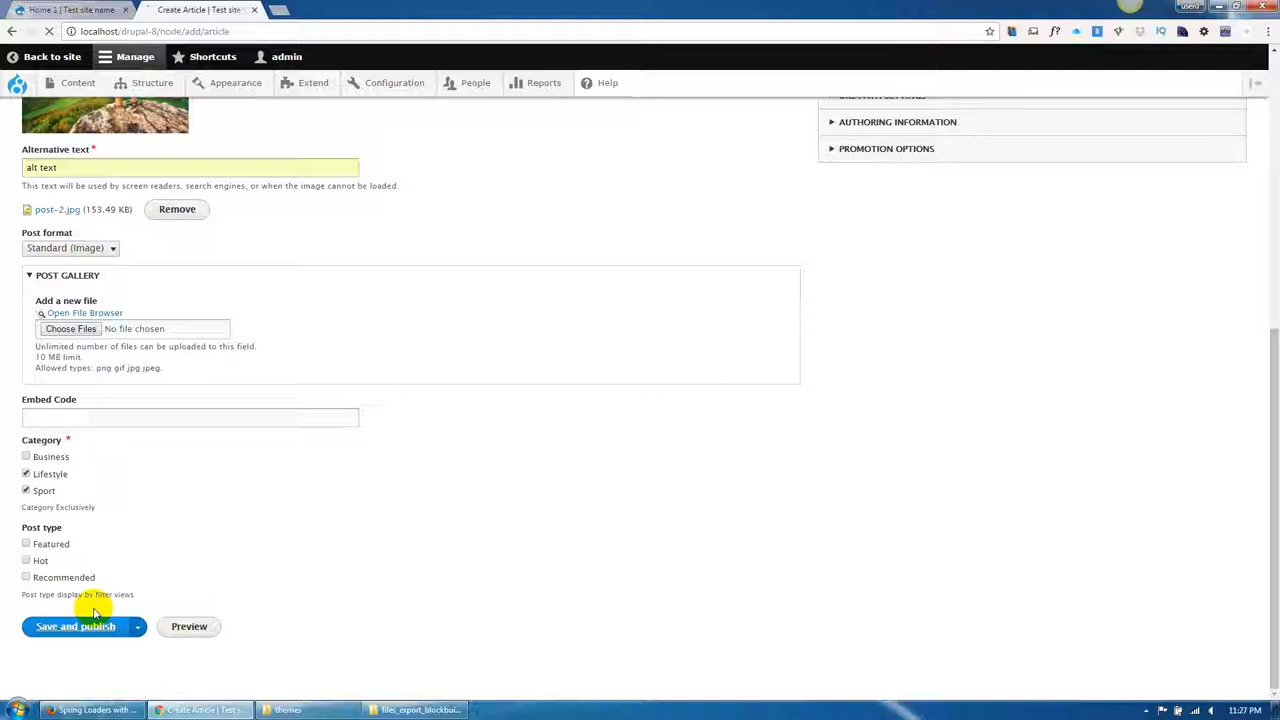 Home 1 | Test site name
Create Article | Test site
user0
localhost/drupal-8/node/add/article
Back to site
Manage
Shortcuts
admin
Content
Structure
Appearance
Extend
Configuration
People
Reports
Help
AUTHORING INFORMATION
PROMOTION OPTIONS
Alternative text *
alt text
This text will be used by screen readers, search engines, or when the image cannot be loaded.
post-2.jpg (153.49 KB)
Remove
Post format
Standard (Image)
POST GALLERY
Add a new file
Open File Browser
Choose Files No file chosen
Unlimited number of files can be uploaded to this field.
10 MB limit.
Allowed types: png gif jpg jpeg.
Embed Code
Category *
Business
Lifestyle
Sport
Category Exclusively
Post type
Featured
Hot
Recommended
Post type display by filter views
Save and publish
Preview
Spring Loaders with ...
Create Article | Test s...
themes
files_export_blockbui...
11:27 PM